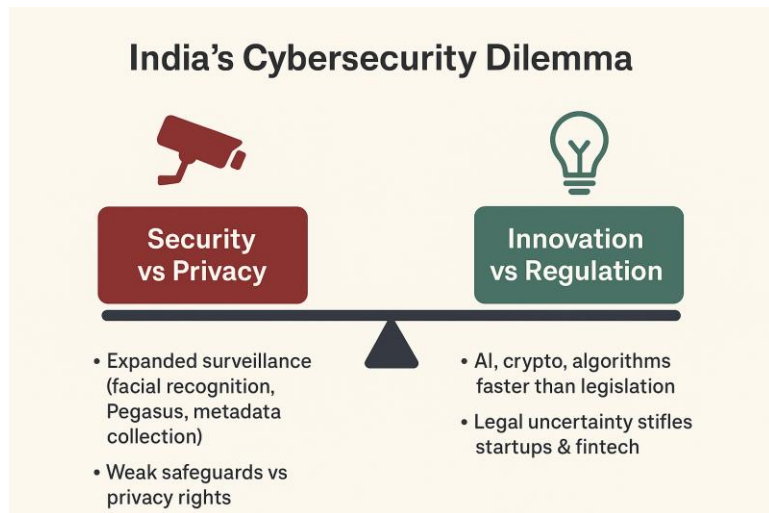 India's Cybersecurity Dilemma
Security
vs Privacy
Innovation
vs Regulation
• Expanded surveillance
(facial recognition,
Pegasus, metadata
collection)
• Weak safeguards vs
privacy rights
• AI, crypto, algorithms
faster than legislation
• Legal uncertainty stifles
startups & fintech